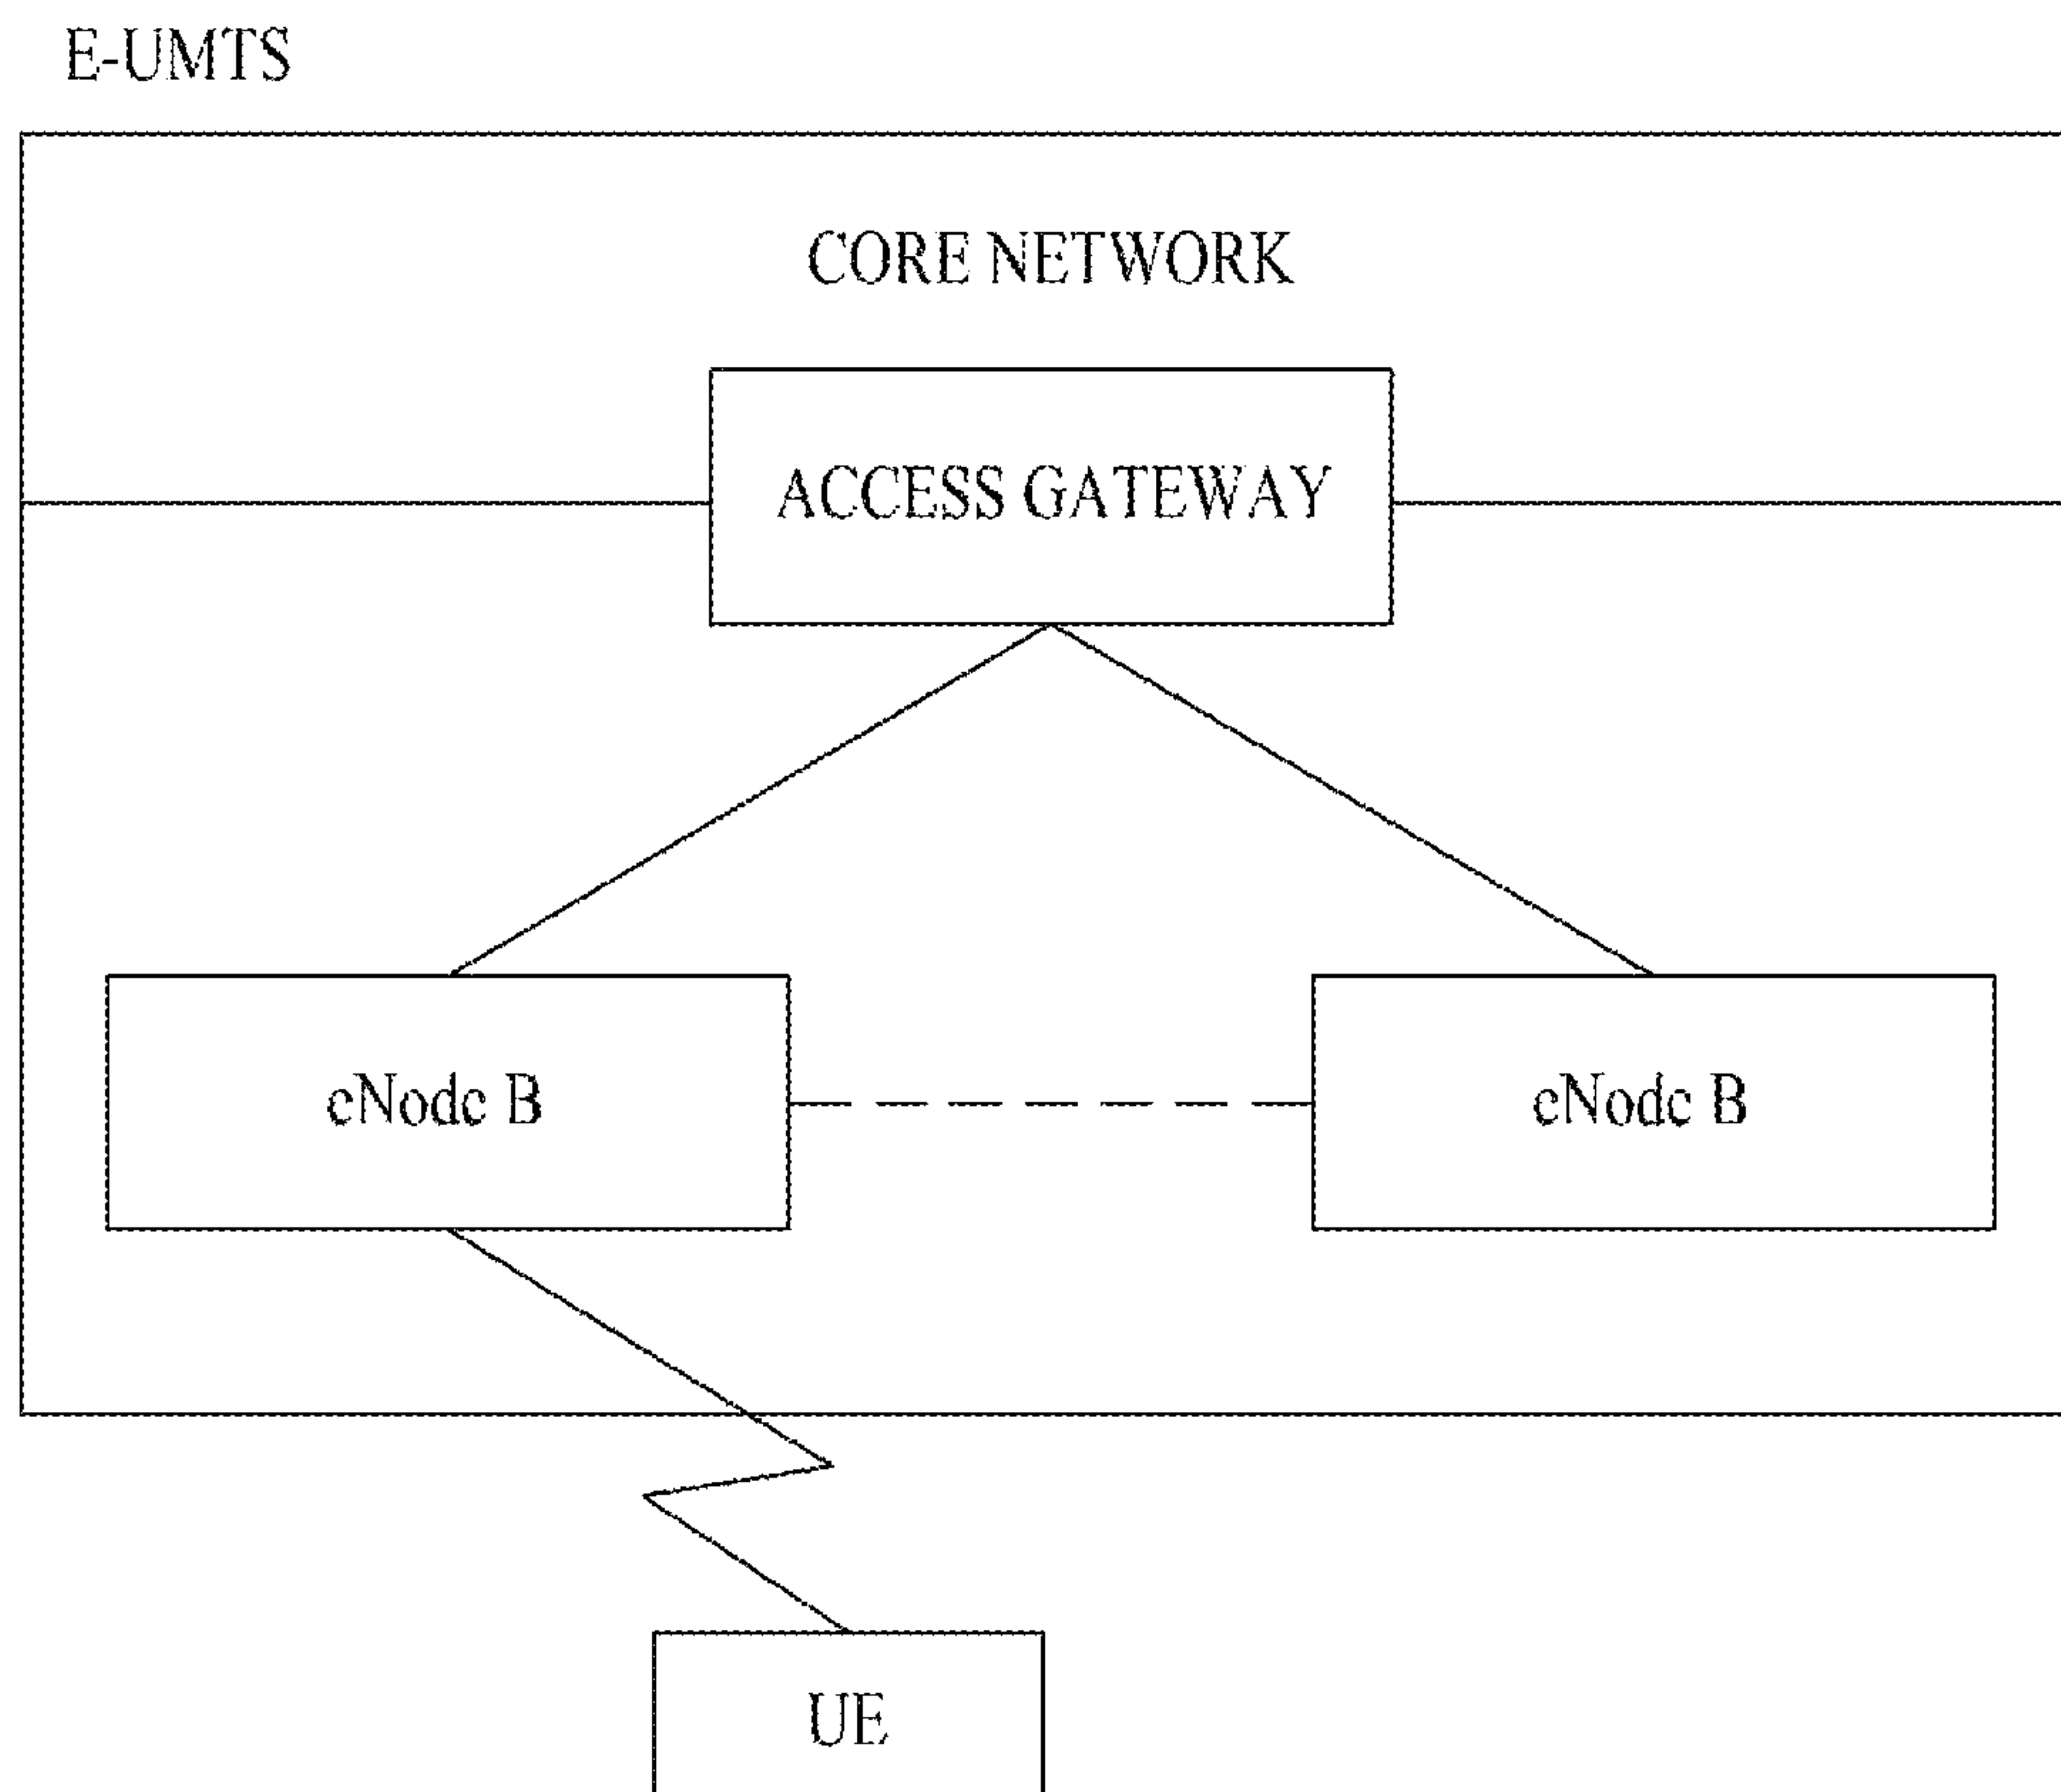 E-UMTS
CORE NETWORK
ACCESS GATEWAY
eNode B
eNode B
UE